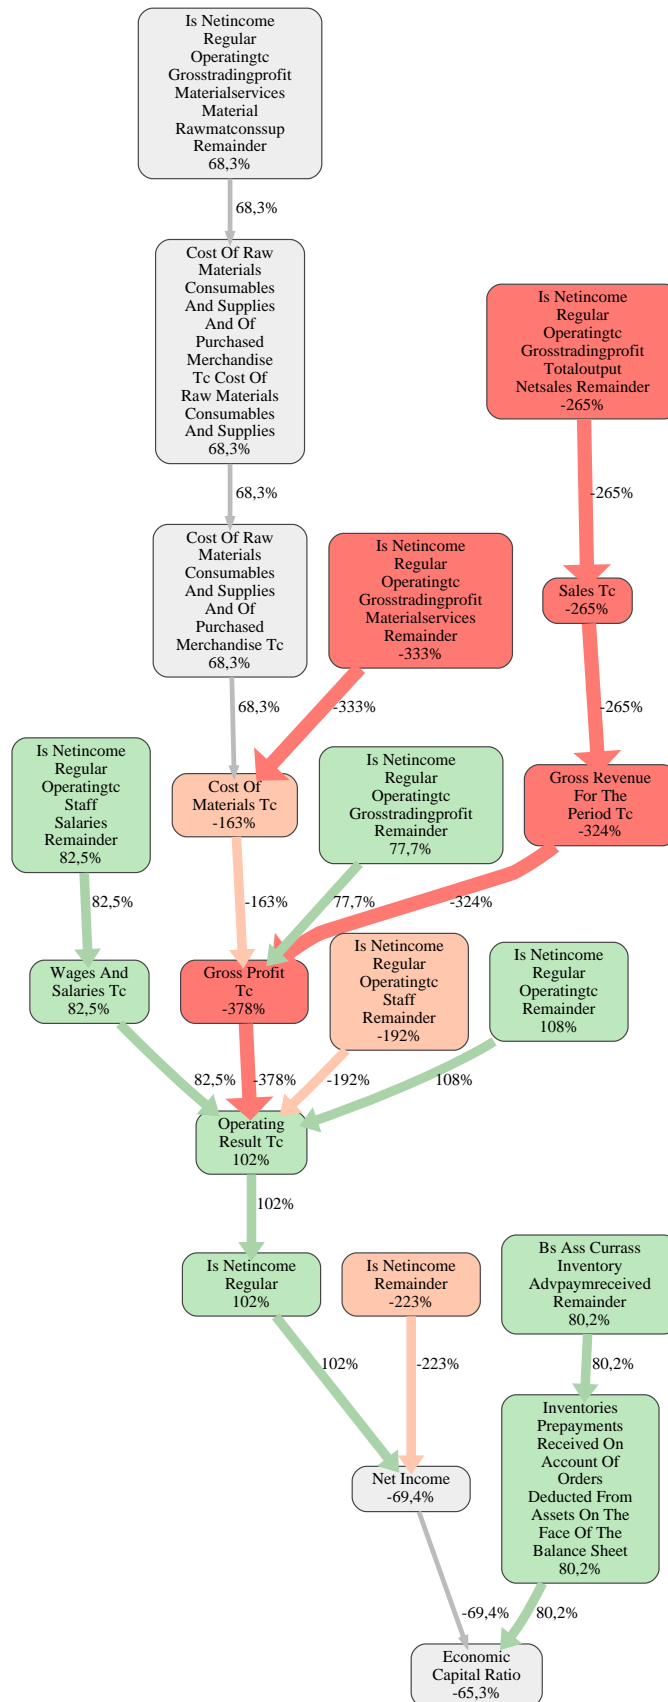 Is Netincome
Regular
Operatingtc
Grosstradingprofit
Materialservices
Material
Rawmatconssup
Remainder
68,3%
68,3%
Cost Of Raw
Materials
Consumables
And Supplies
And Of
Purchased
Merchandise
Tc Cost Of
Raw Materials
Consumables
And Supplies
68,3%
Is Netincome
Regular
Operatingtc
Grosstradingprofit
Totaloutput
Netsales Remainder
-265%
68,3%
-265%
Cost Of Raw
Materials
Consumables
And Supplies
And Of
Purchased
Merchandise Tc
68,3%
Is Netincome
Regular
Operatingtc
Grosstradingprofit
Materialservices
Remainder
-333%
Sales Tc
-265%
68,3%
-333%
-265%
Is Netincome
Regular
Operatingtc
Staff
Salaries
Remainder
82,5%
Cost Of
Materials Tc
-163%
Is Netincome
Regular
Operatingtc
Grosstradingprofit
Remainder
77,7%
Gross Revenue
For The
Period Tc
-324%
82,5%
-163%
77,7%
-324%
Wages And
Salaries Tc
82,5%
Gross Profit
Tc
-378%
Is Netincome
Regular
Operatingtc
Staff
Remainder
-192%
Is Netincome
Regular
Operatingtc
Remainder
108%
82,5%
-378%
-192%
108%
Operating
Result Tc
102%
102%
Is Netincome
Regular
102%
Is Netincome
Remainder
-223%
Bs Ass Currass
Inventory
Advpaymreceived
Remainder
80,2%
102%
-223%
80,2%
Inventories
Prepayments
Received On
Account Of
Orders
Deducted From
Assets On The
Face Of The
Balance Sheet
80,2%
Net Income
-69,4%
-69,4%
80,2%
Economic
Capital Ratio
-65,3%